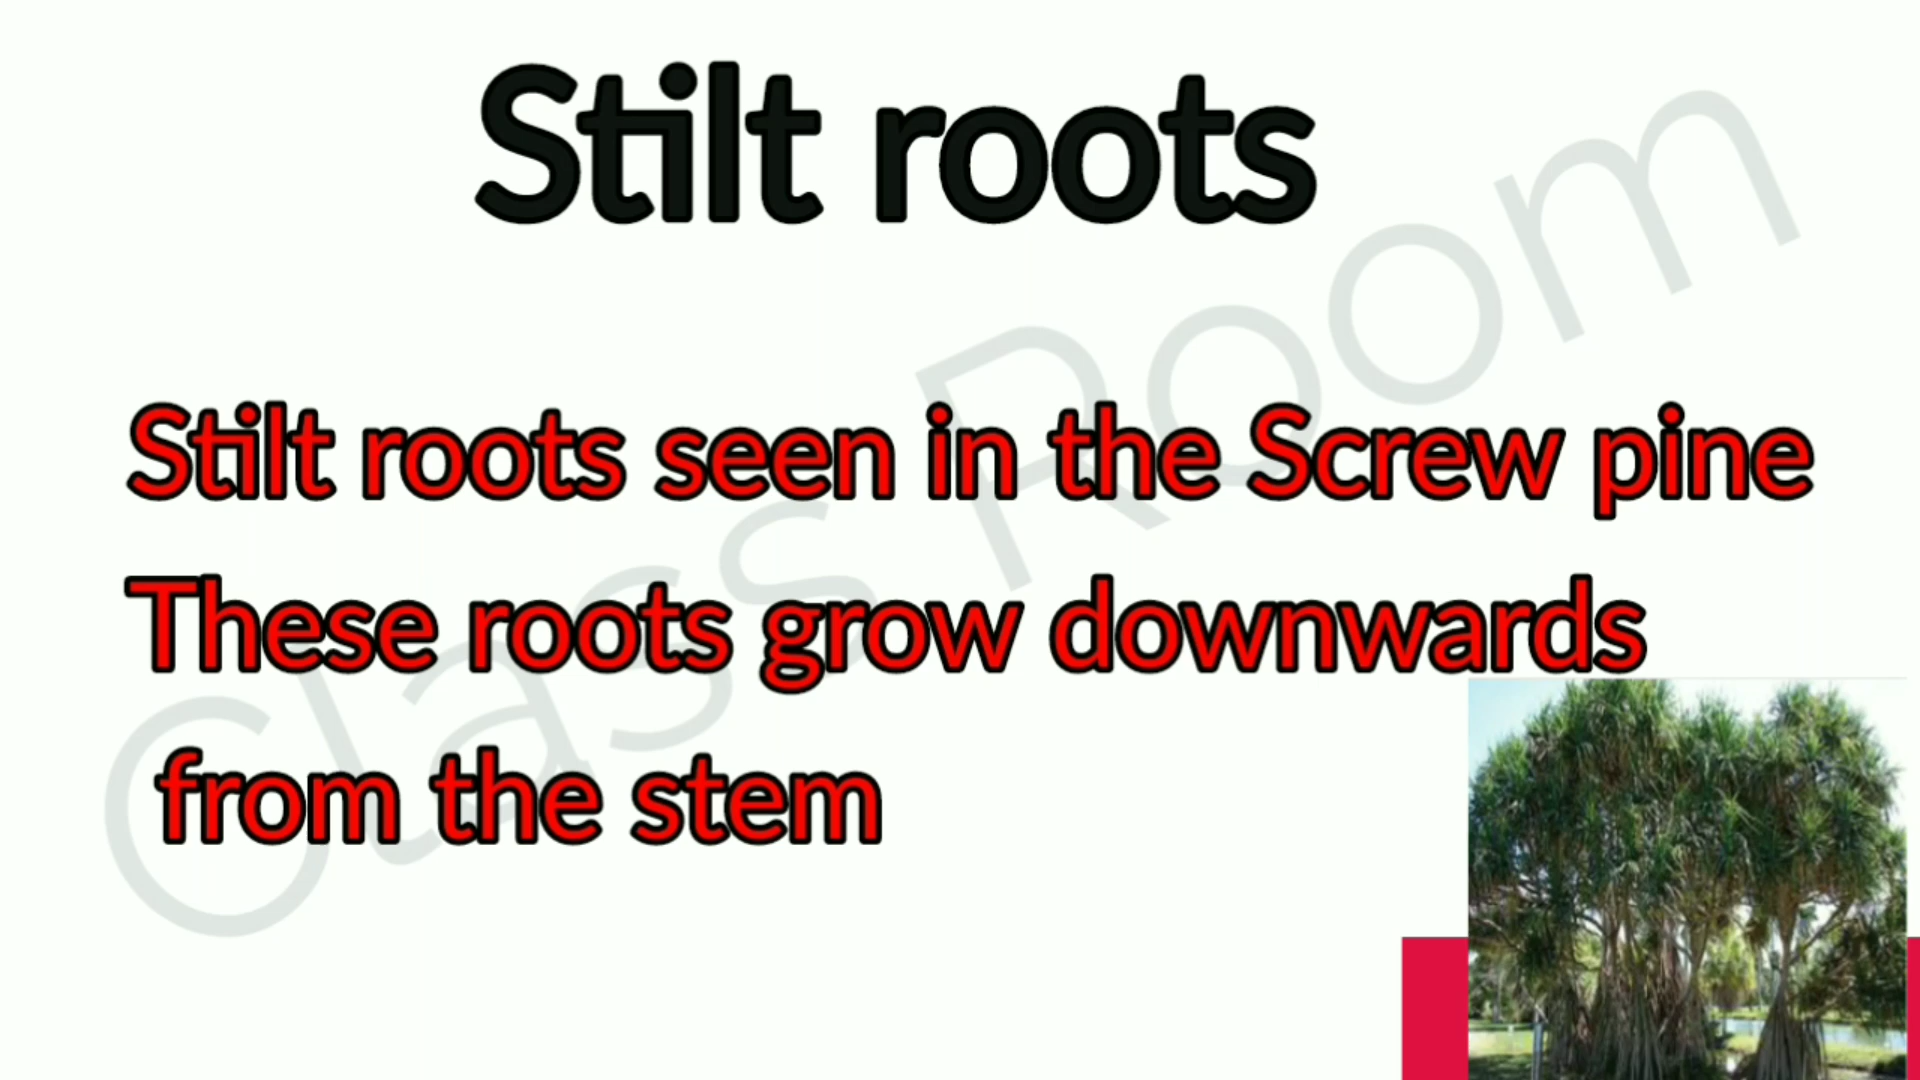 Stilt roots
Stilt roots seen in the Screw pine
These roots grow downwards
from the stem
Class Room